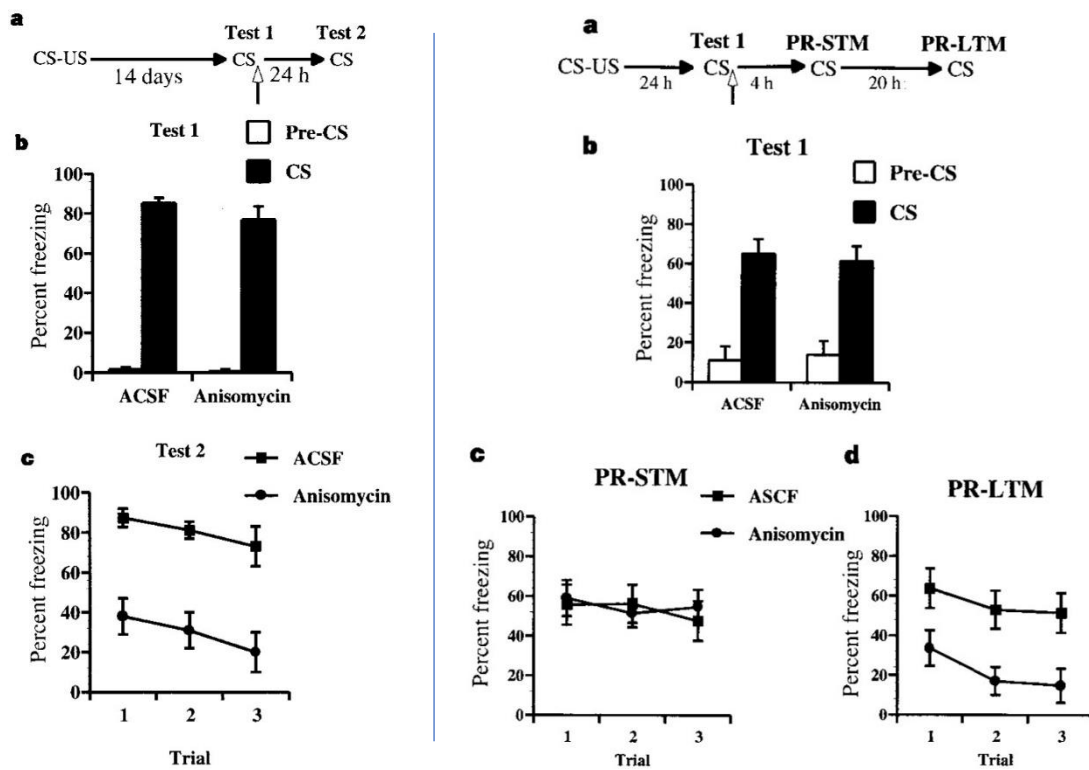 a
Test 1 Test 2
CS-US CS CS
14 days 24 h
b
Test 1
Pre-CS
CS
Percent freezing
100
80
60
40
20
0
ACSF Anisomycin
c
Test 2
ACSF
Anisomycin
Percent freezing
100
80
60
40
20
0
1 2 3
Trial
a
Test 1 PR-STM PR-LTM
CS-US CS CS CS
24 h 4 h 20 h :
b
Test 1
Pre-CS
CS
Percent freezing
100
80
60
40
20
0
ACSF Anisomycin
c
PR-STM
ASCF
Anisomycin
Percent freezing
100
80
60
40
20
0
1 2 3
Trial
d
PR-LTM
Percent freezing
100
80
60
40
20
0
1 2 3
Trial